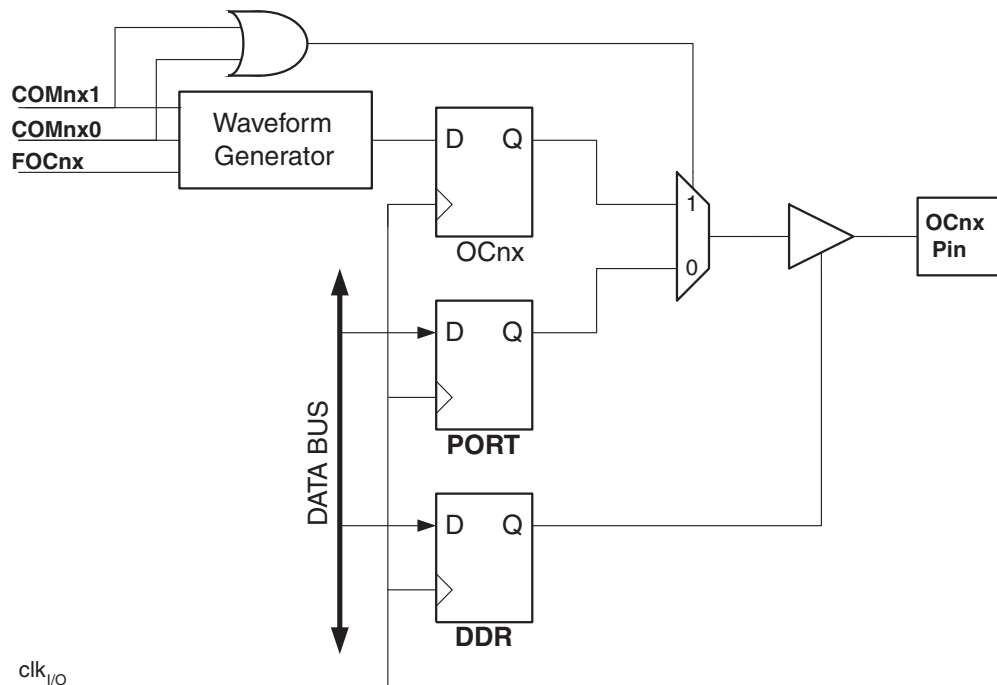 COMnx1
COMnx0
FOCnx
Waveform
Generator
D Q
OCnx
1
0
OCnx
Pin
D Q
PORT
DATA BUS
D Q
DDR
clkI/O